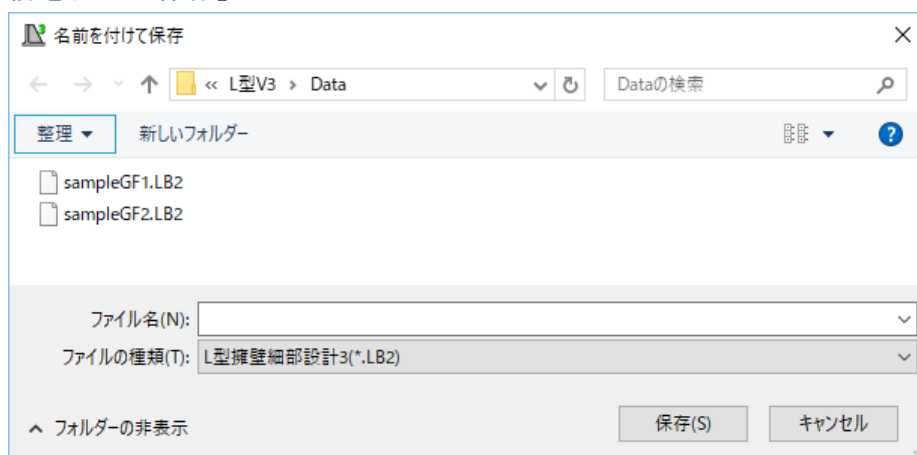 名前を付けて保存
« L型V3 › Data
Dataの検索
整理 新しいフォルダー
sampleGF1.LB2
sampleGF2.LB2
ファイル名(N):
ファイルの種類(T): L型擁壁細部設計3(*.LB2)
フォルダーの非表示 保存(S) キャンセル